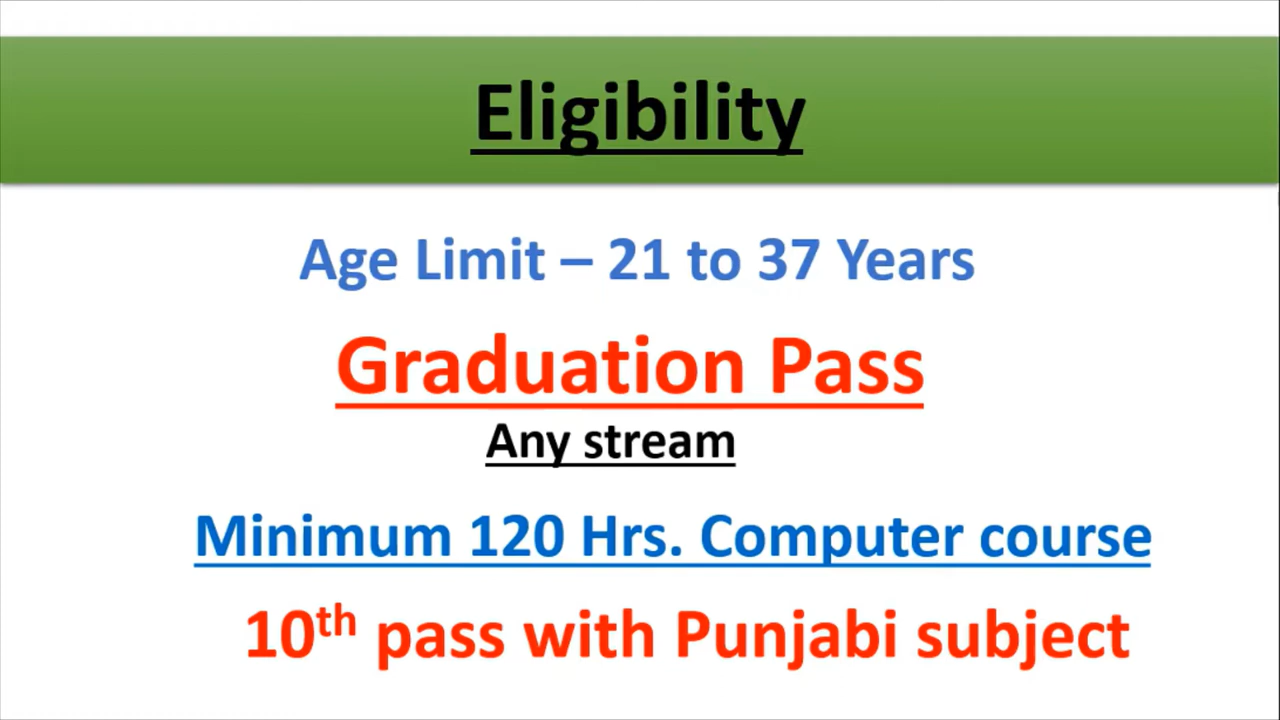 Eligibility
Age Limit – 21 to 37 Years
Graduation Pass
Any stream
Minimum 120 Hrs. Computer course
10th pass with Punjabi subject